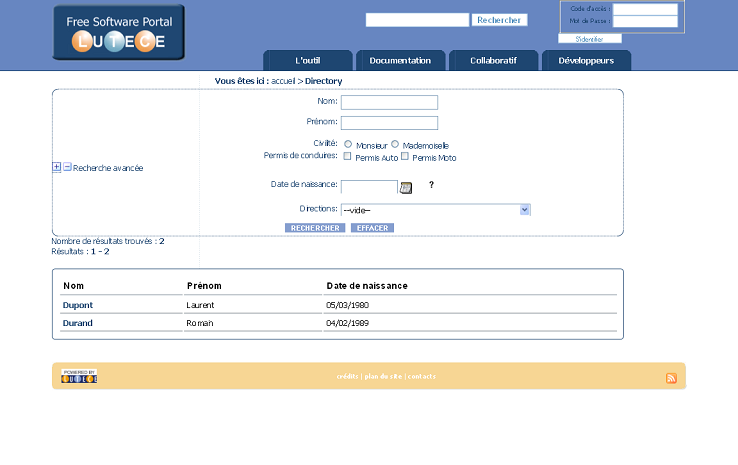 Free Software Portal
LUTECE
Rechercher
Code d'accès :
Mot de Passe :
S'identifier
L'outil Documentation Collaboratif Développeurs
Vous êtes ici : accueil > Directory
Nom:
Prénom:
Civilité: Monsieur Mademoiselle
Permis de conduires: Permis Auto Permis Moto
Recherche avancée
Date de naissance: ?
Directions: --vide--
RECHERCHER EFFACER
Nombre de résultats trouvés : 2
Résultats : 1 - 2
Nom Prénom Date de naissance
Dupont Laurent 05/03/1980
Durand Romain 04/02/1989
POWERED BY
LUTECE
crédits | plan de site | contacts